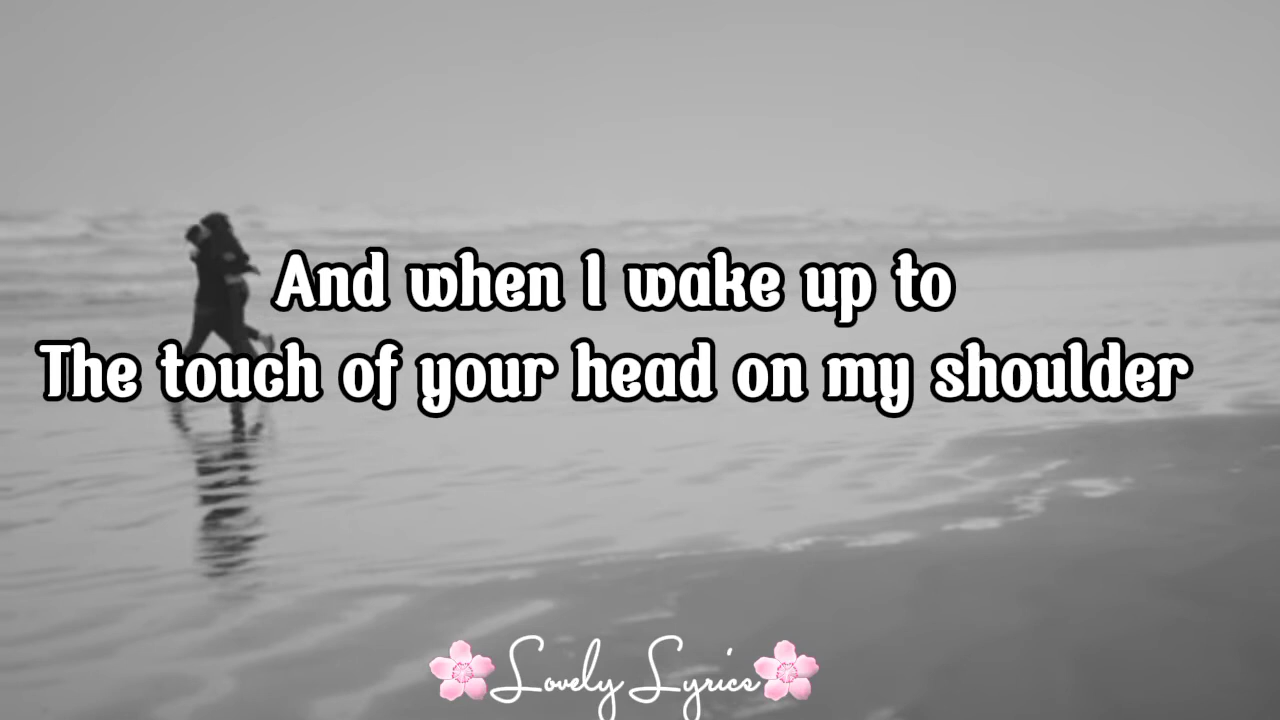 And when I wake up to
The touch of your head on my shoulder
Lovely Lyrics